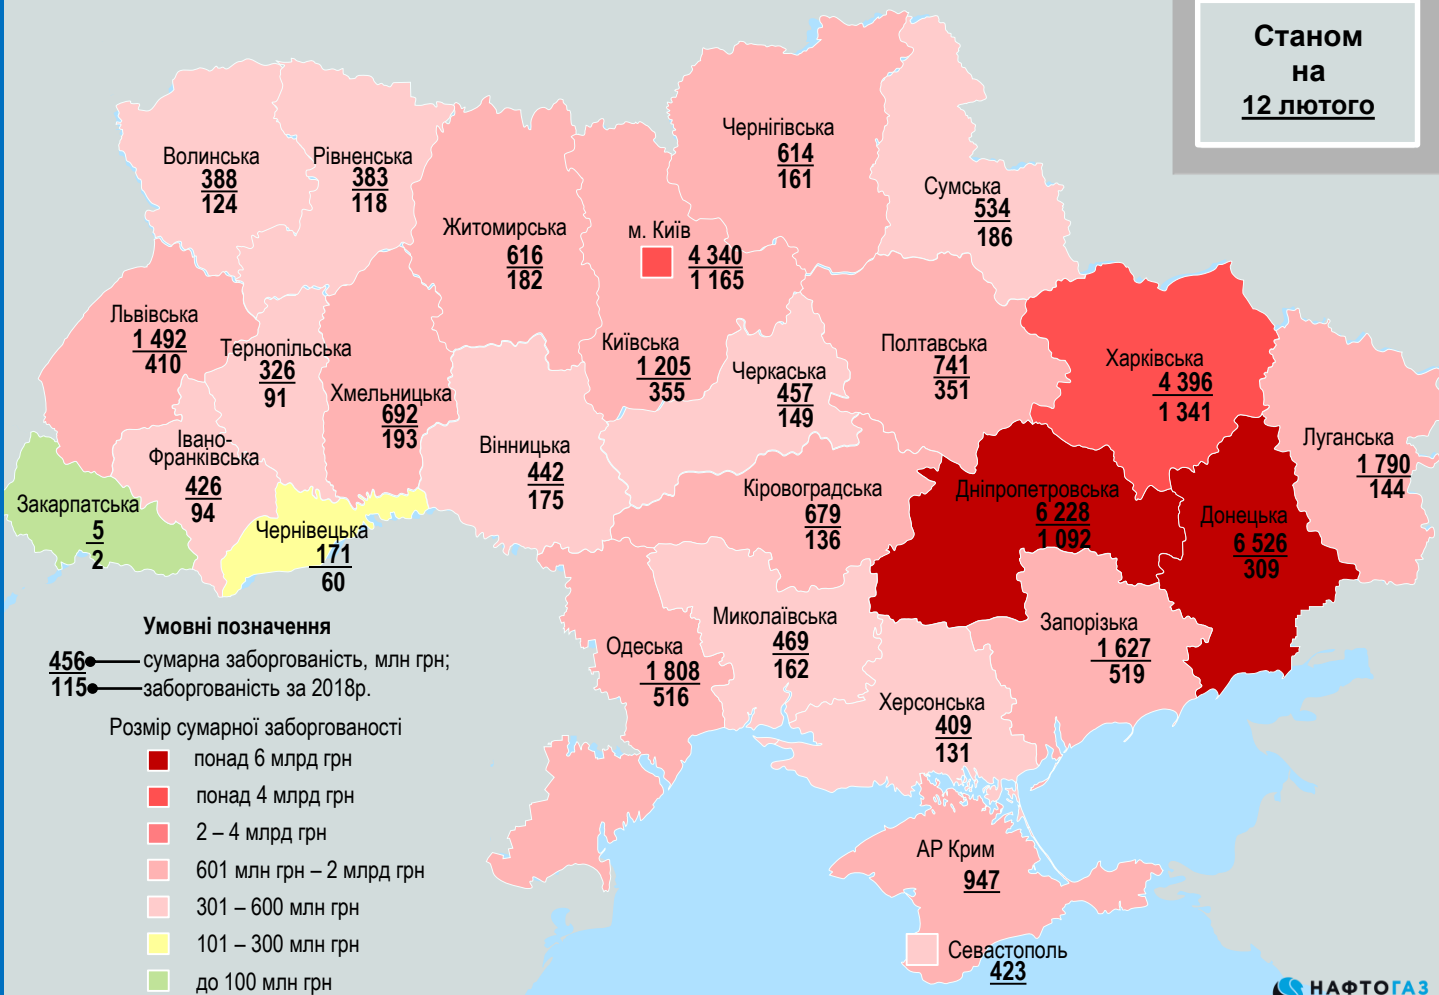 Станом
на
12 лютого
Волинська
388
124
Рівненська
383
118
Житомирська
616
182
м. Київ
4 340
1 165
Чернігівська
614
161
Сумська
534
186
Львівська
1 492
410
Тернопільська
326
91
Хмельницька
692
193
Київська
1 205
355
Черкаська
457
149
Полтавська
741
351
Харківська
4 396
1 341
Луганська
1 790
144
Івано-
Франківська
426
94
Закарпатська
5
2
Чернівецька
171
60
Вінницька
442
175
Кіровоградська
679
136
Дніпропетровська
6 228
1 092
Донецька
6 526
309
Одеська
1 808
516
Миколаївська
469
162
Запорізька
1 627
519
Херсонська
409
131
АР Крим
947
Севастополь
423
Умовні позначення
456 сумарна заборгованість, млн грн;
115 заборгованість за 2018р.
Розмір сумарної заборгованості
понад 6 млрд грн
понад 4 млрд грн
2 – 4 млрд грн
601 млн грн – 2 млрд грн
301 – 600 млн грн
101 – 300 млн грн
до 100 млн грн
НАФТОГАЗ